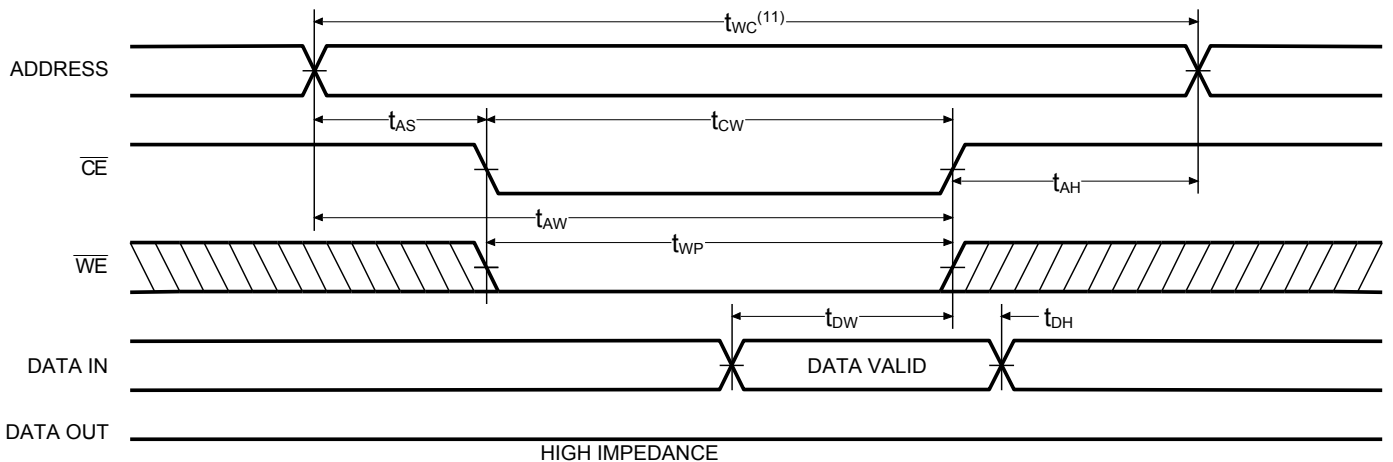 tWC(11)
ADDRESS
tAS
tCW
CE
tAH
tAW
WE
tWP
tDW
tDH
DATA IN
DATA VALID
DATA OUT
HIGH IMPEDANCE